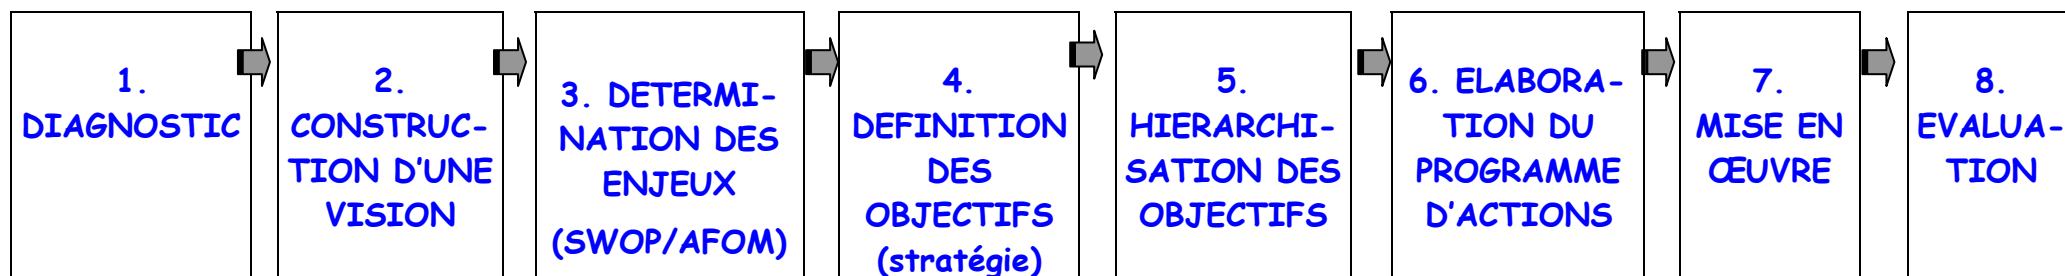 1.
DIAGNOSTIC
2.
CONSTRUC-
TION D'UNE
VISION
3. DETERMI-
NATION DES
ENJEUX
(SWOP/AFOM)
4.
DEFINITION
DES
OBJECTIFS
(stratégie)
5.
HIERARCHI-
SATION DES
OBJECTIFS
6. ELABORA-
TION DU
PROGRAMME
D'ACTIONS
7.
MISE EN
ŒUVRE
8.
EVALUA-
TION